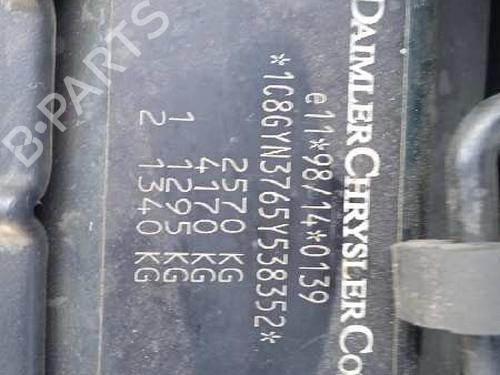 DAIMLERCHRYSLER CO
e11*98/14*0139
*1C8GYN3765Y538352*
2570 KG
4170 KG
1 1295 KG
2 1340 KG
B-PARTS